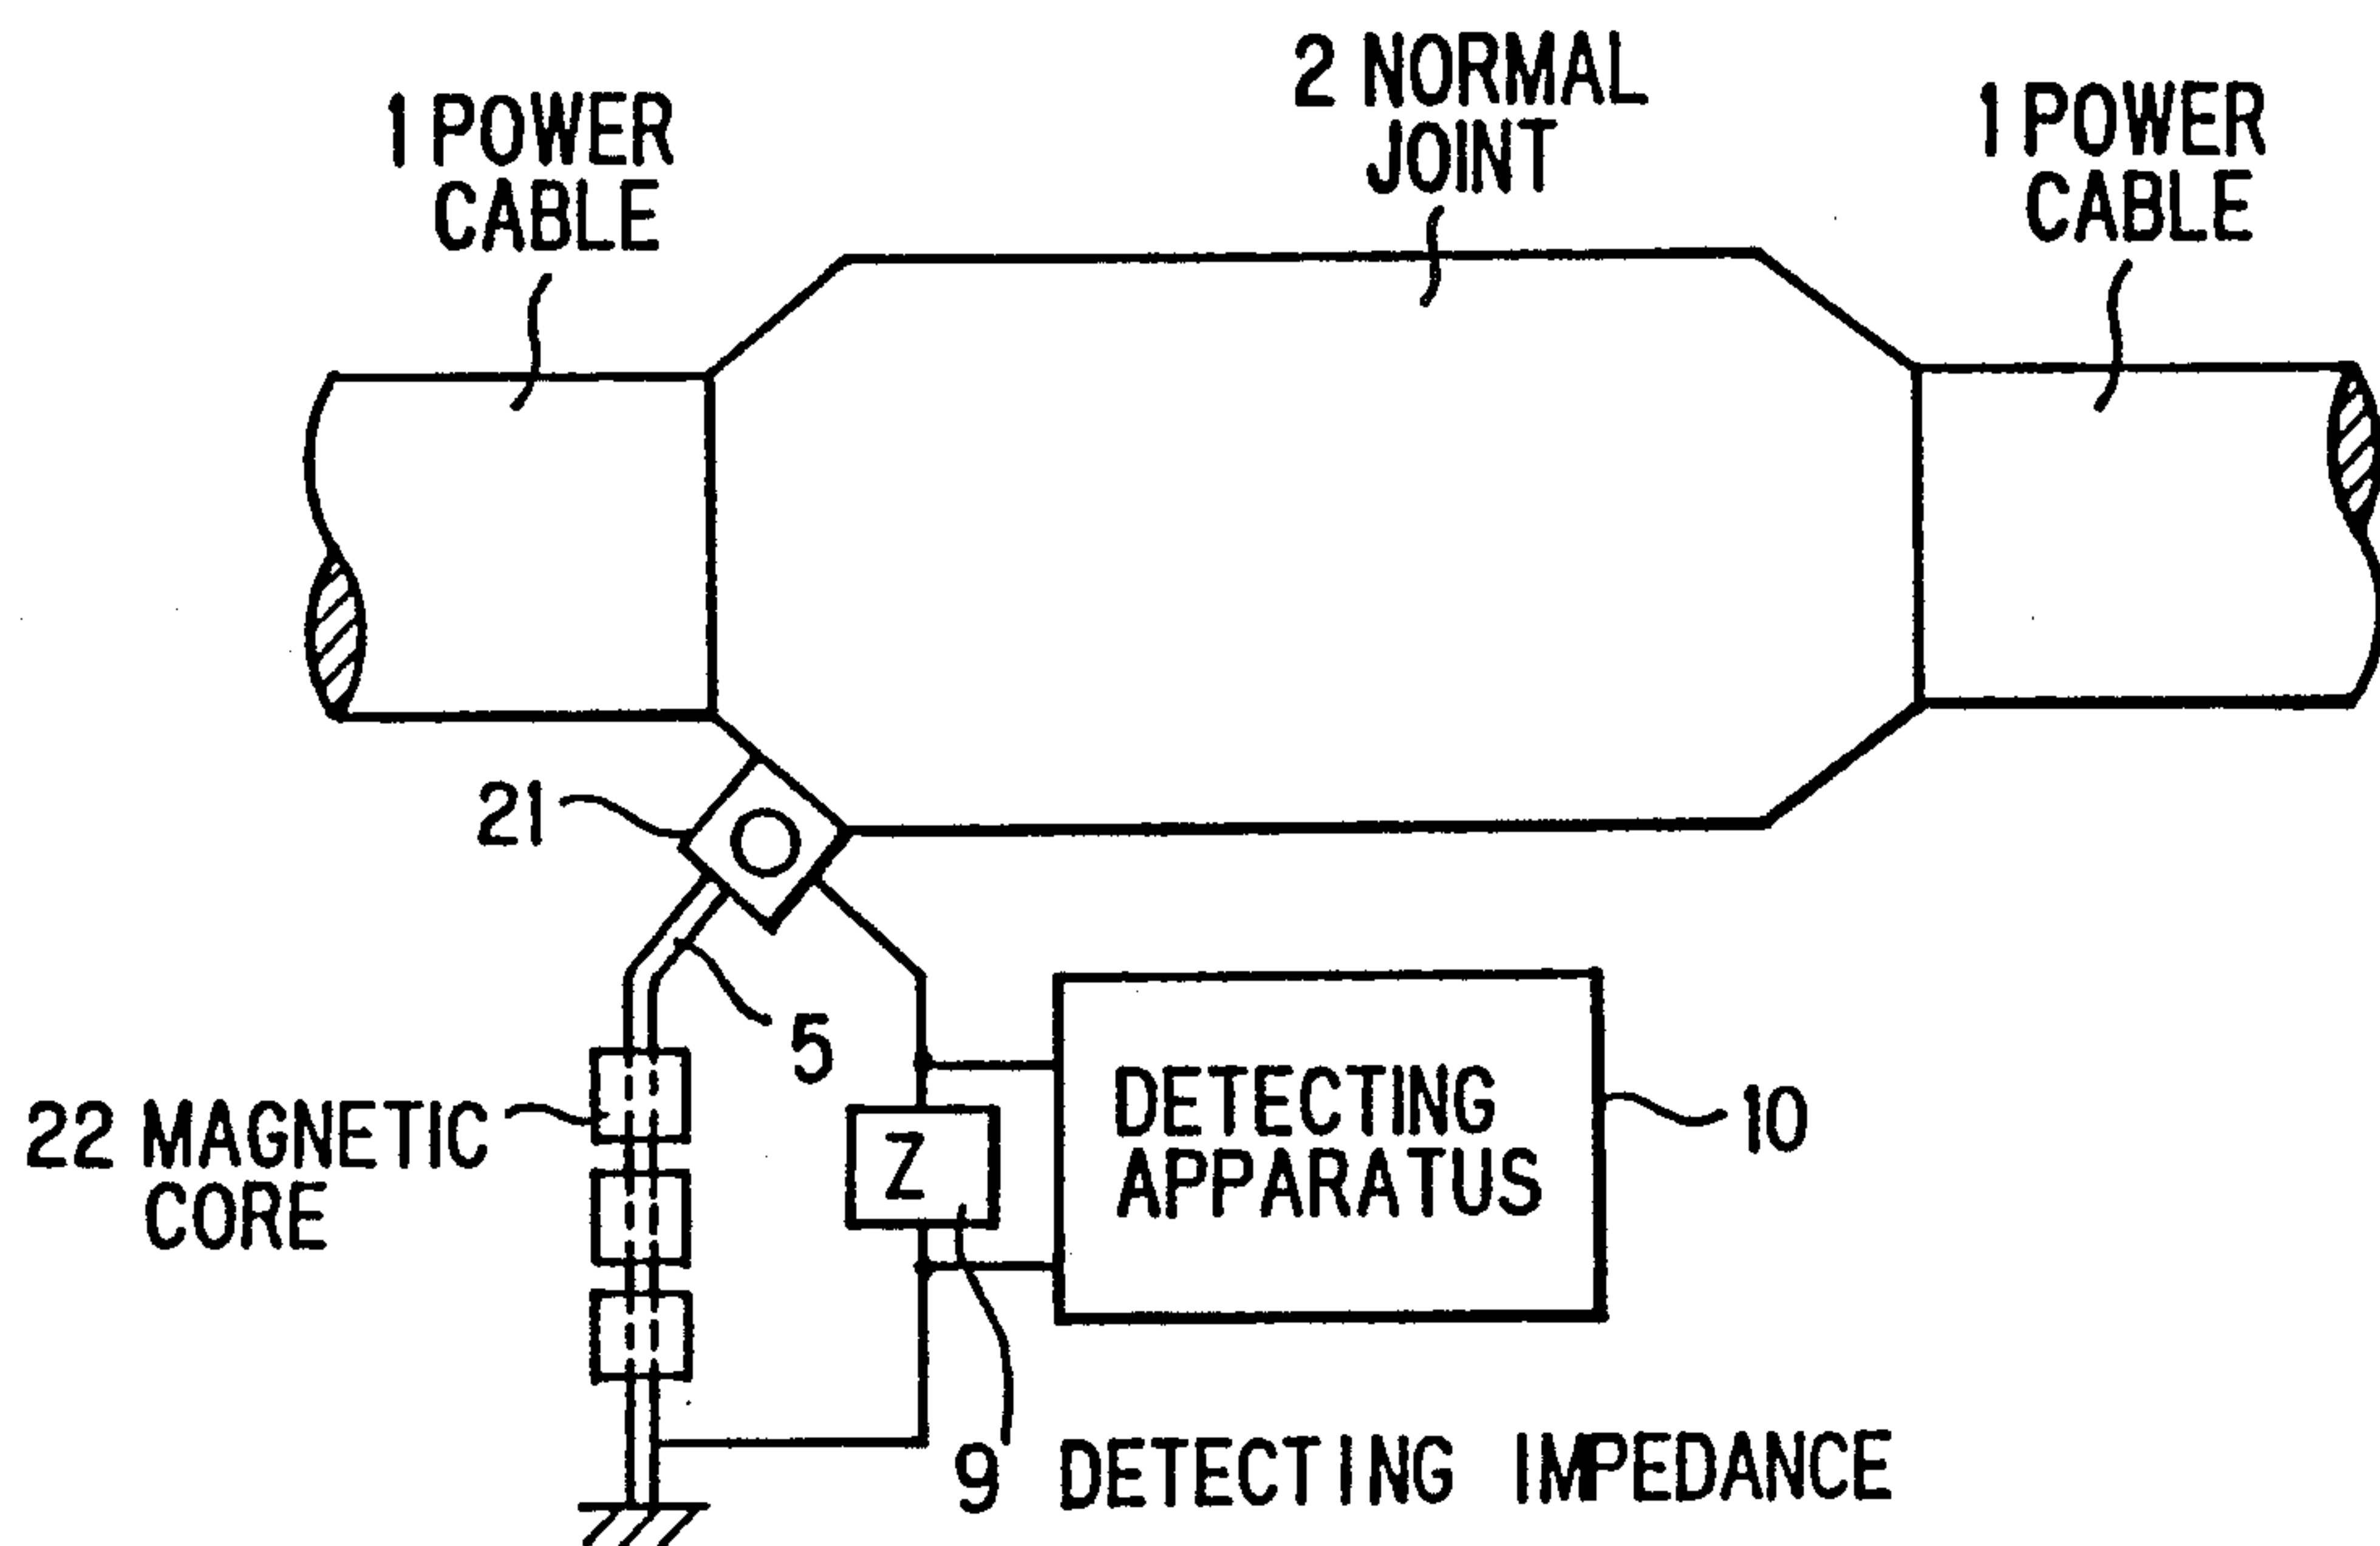 2 NORMAL
JOINT
1 POWER
CABLE
1 POWER
CABLE
21
5
22 MAGNETIC
CORE
Z
DETECTING
APPARATUS
10
9 DETECTING IMPEDANCE